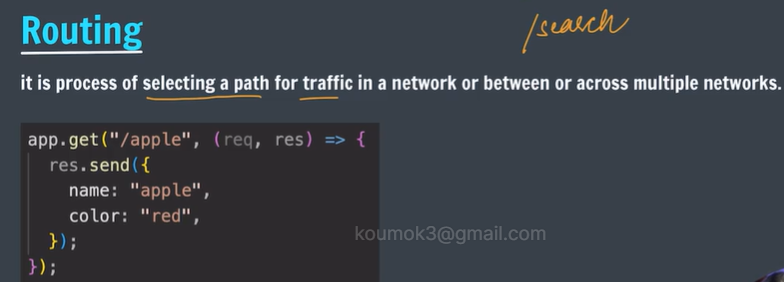 Routing
/search
it is process of selecting a path for traffic in a network or between or across multiple networks.
app.get("/apple", (req, res) => {
  res.send({
    name: "apple",
    color: "red",
  });
});
koumok3@gmail.com